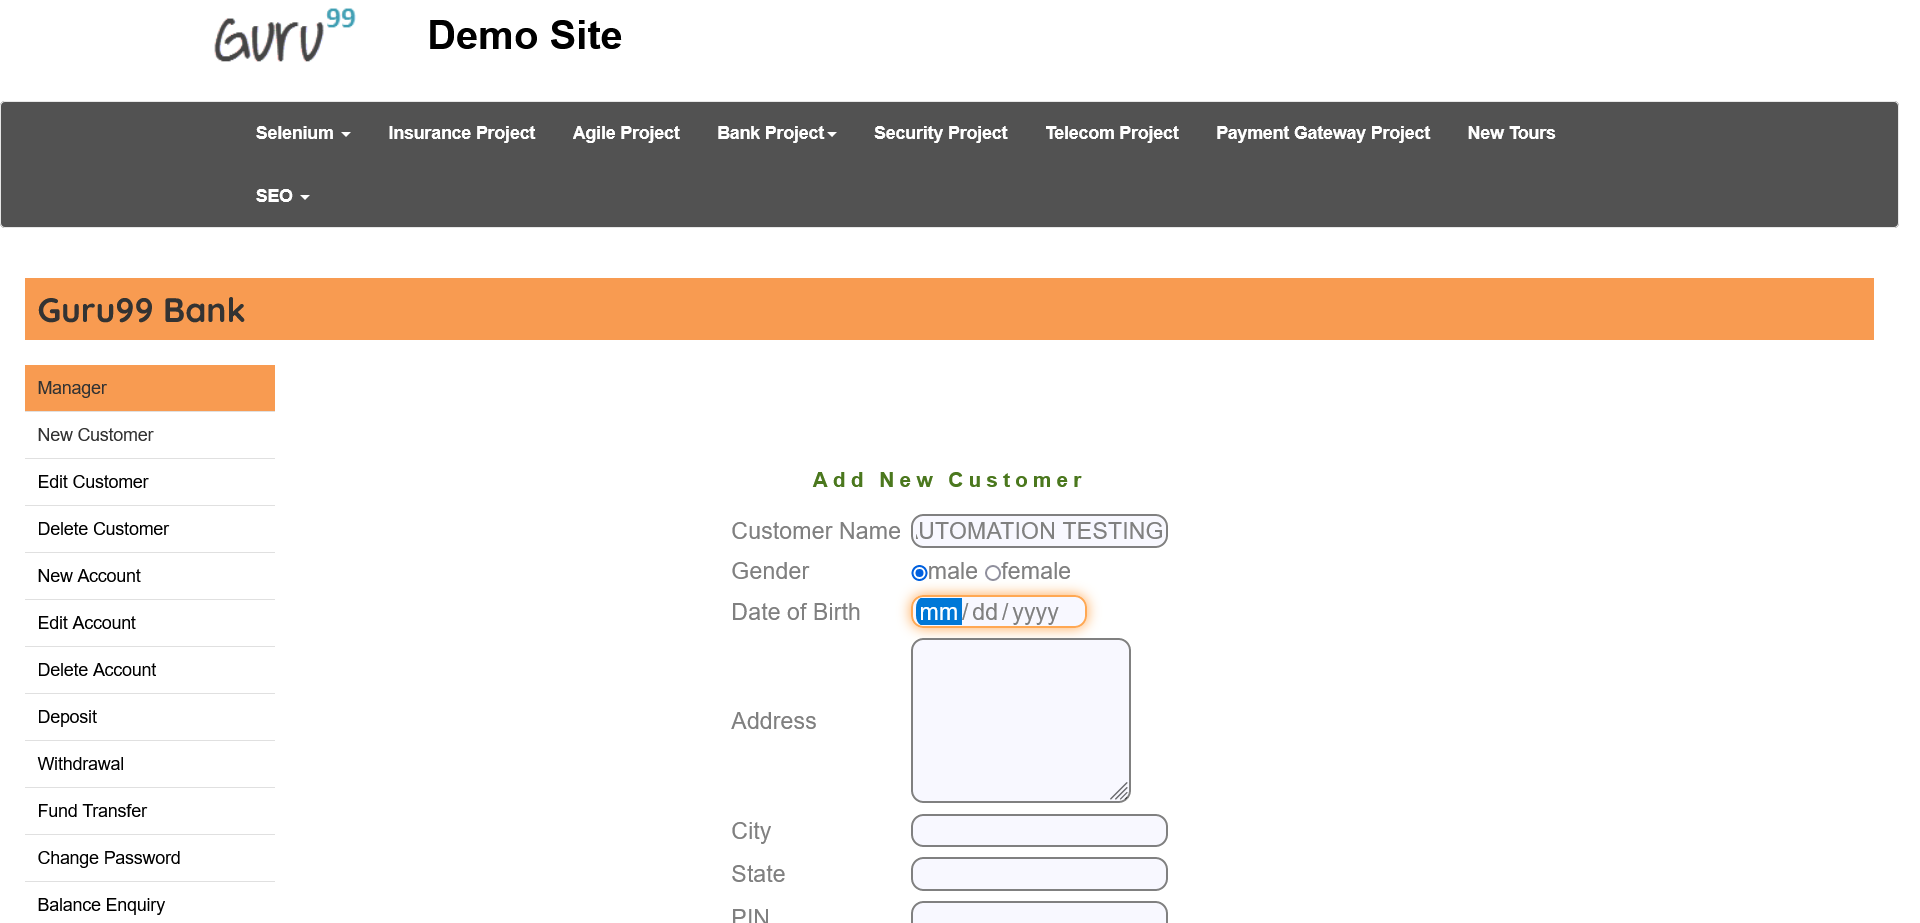 Guru99
Demo Site
Selenium
Insurance Project
Agile Project
Bank Project
Security Project
Telecom Project
Payment Gateway Project
New Tours
SEO
Guru99 Bank
Manager
New Customer
Edit Customer
Delete Customer
New Account
Edit Account
Delete Account
Deposit
Withdrawal
Fund Transfer
Change Password
Balance Enquiry
Add New Customer
Customer Name UTOMATION TESTING
Gender male female
Date of Birth mm/dd/yyyy
Address
City
State
PIN